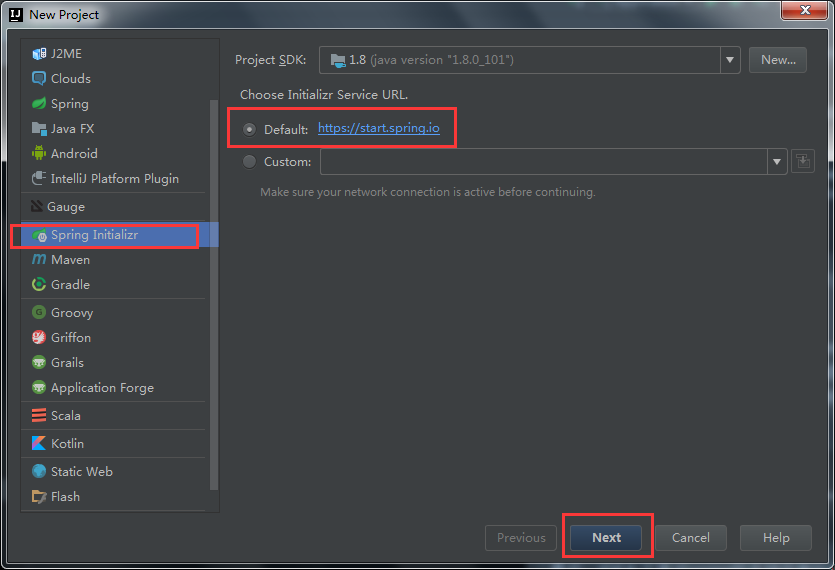 New Project
J2ME
Clouds
Spring
Java FX
Android
IntelliJ Platform Plugin
Gauge
Spring Initializr
Maven
Gradle
Groovy
Griffon
Grails
Application Forge
Scala
Kotlin
Static Web
Flash
Project SDK: 1.8 (java version "1.8.0_101") New...
Choose Initializr Service URL.
Default: https://start.spring.io
Custom:
Make sure your network connection is active before continuing.
Previous Next Cancel Help